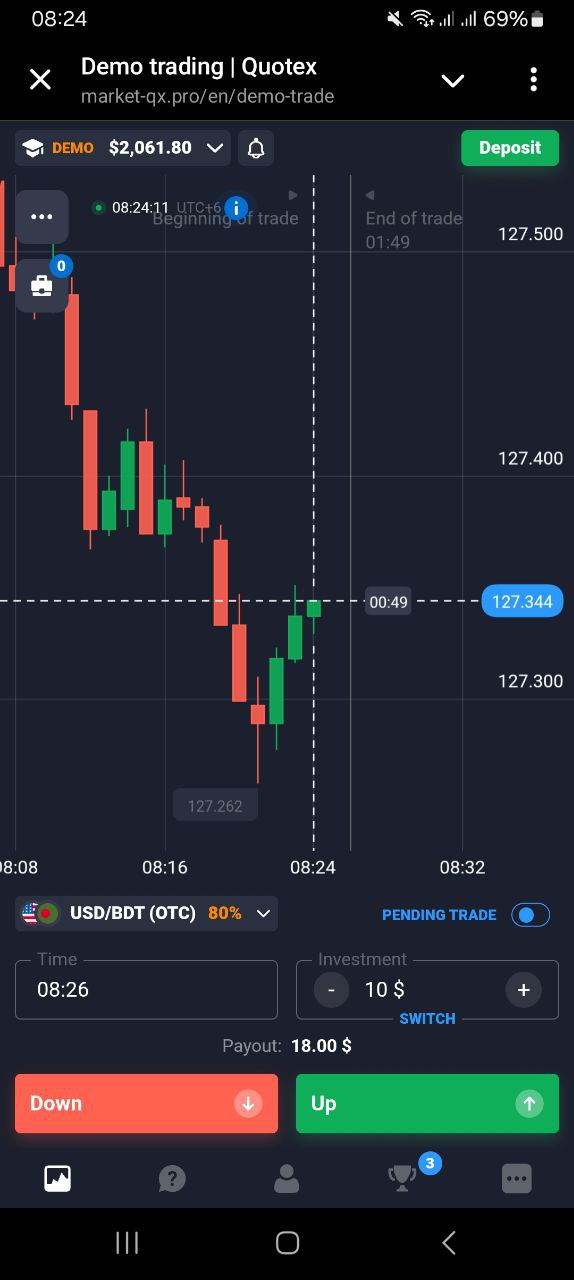 08:24
69%
Demo trading | Quotex
market-qx.pro/en/demo-trade
DEMO $2,061.80
Deposit
08:24:11 UTC+6
Beginning of trade
End of trade
01:49
127.500
0
127.400
00:49
127.344
127.300
127.262
08:08 08:16 08:24 08:32
USD/BDT (OTC) 80%
PENDING TRADE
Time
08:26
Investment
- 10 $ +
SWITCH
Payout: 18.00 $
Down
Up
3